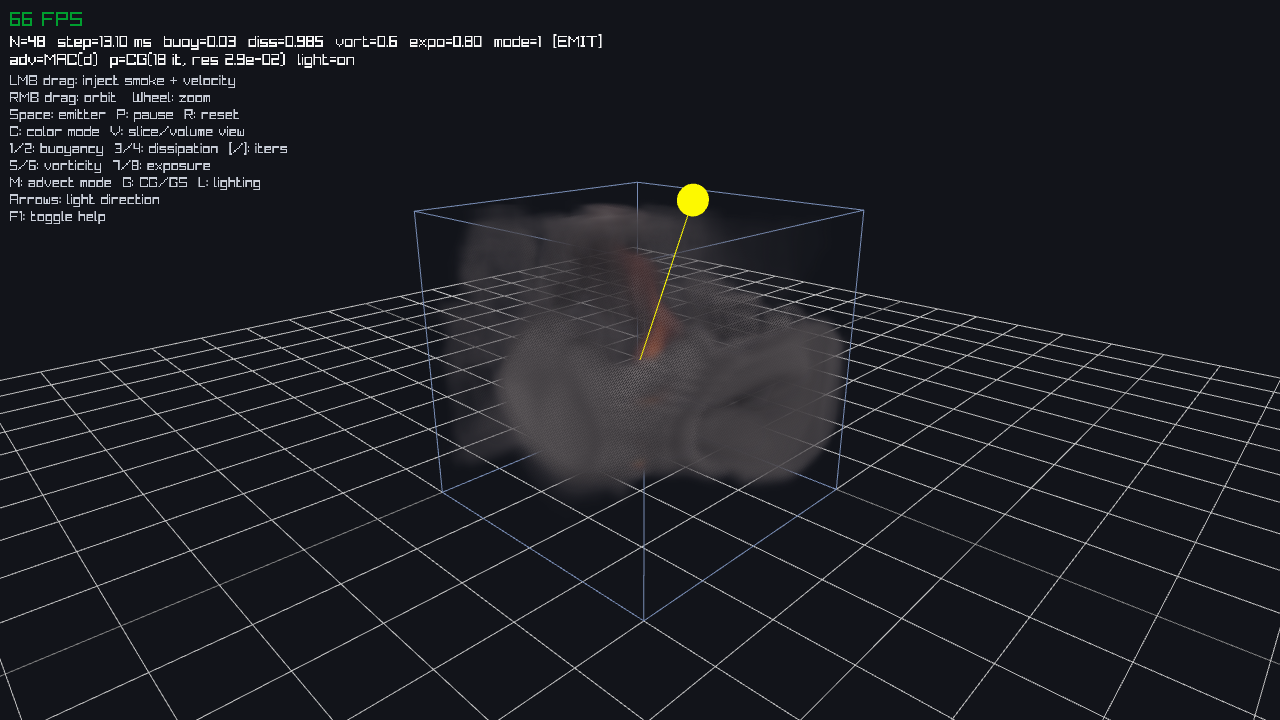 66 FPS
N=48 step=13.10 ms buoy=0.03 diss=0.985 vort=0.6 expo=0.80 mode=1 [EMIT]
adv=MAC(d) p=CG(18 it, res 2.9e-02) light=on
LMB drag: inject smoke + velocity
RMB drag: orbit Wheel: zoom
Space: emitter P: pause R: reset
C: color mode V: slice/volume view
1/2: buoyancy 3/4: dissipation [/]: iters
5/6: vorticity 7/8: exposure
M: advect mode G: CG/GS L: lighting
Arrows: light direction
F1: toggle help